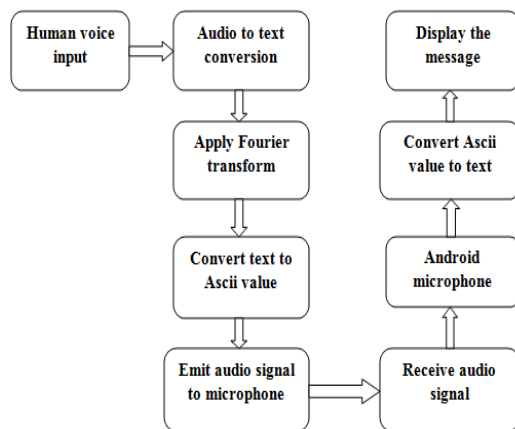 Human voice
input
Audio to text
conversion
Apply Fourier
transform
Convert text to
Ascii value
Emit audio signal
to microphone
Receive audio
signal
Android
microphone
Convert Ascii
value to text
Display the
message